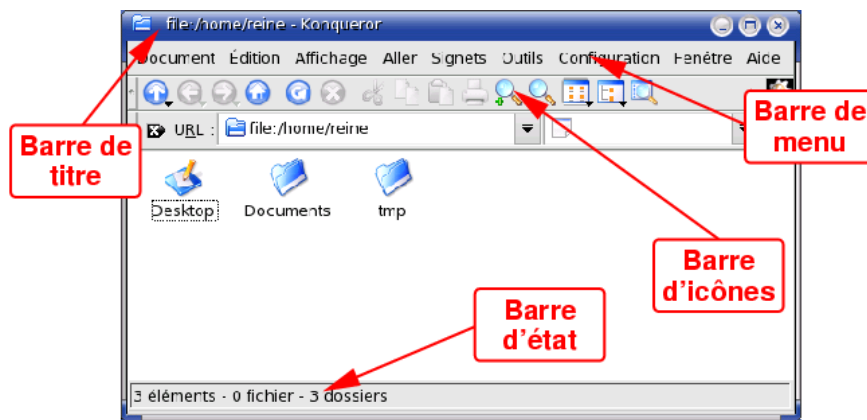 file:/home/reine - Konqueror
Document Édition Affichage Aller Signets Outils Configuration Fenêtre Aide
URL : file:/home/reine
Barre de
titre
Barre de
menu
Desktop Documents tmp
Barre
d'icônes
Barre
d'état
3 éléments - 0 fichier - 3 dossiers